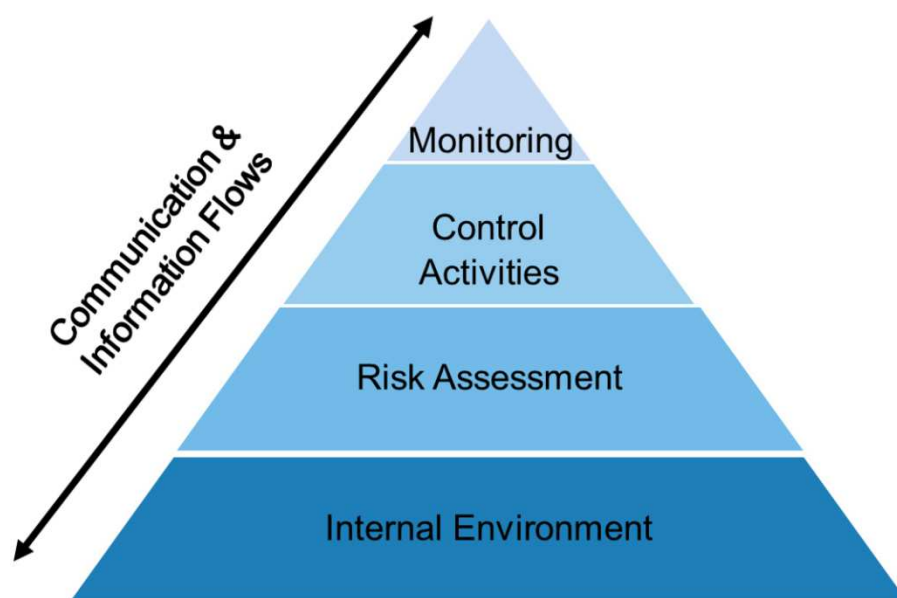 Communication &
Information Flows
Monitoring
Control
Activities
Risk Assessment
Internal Environment